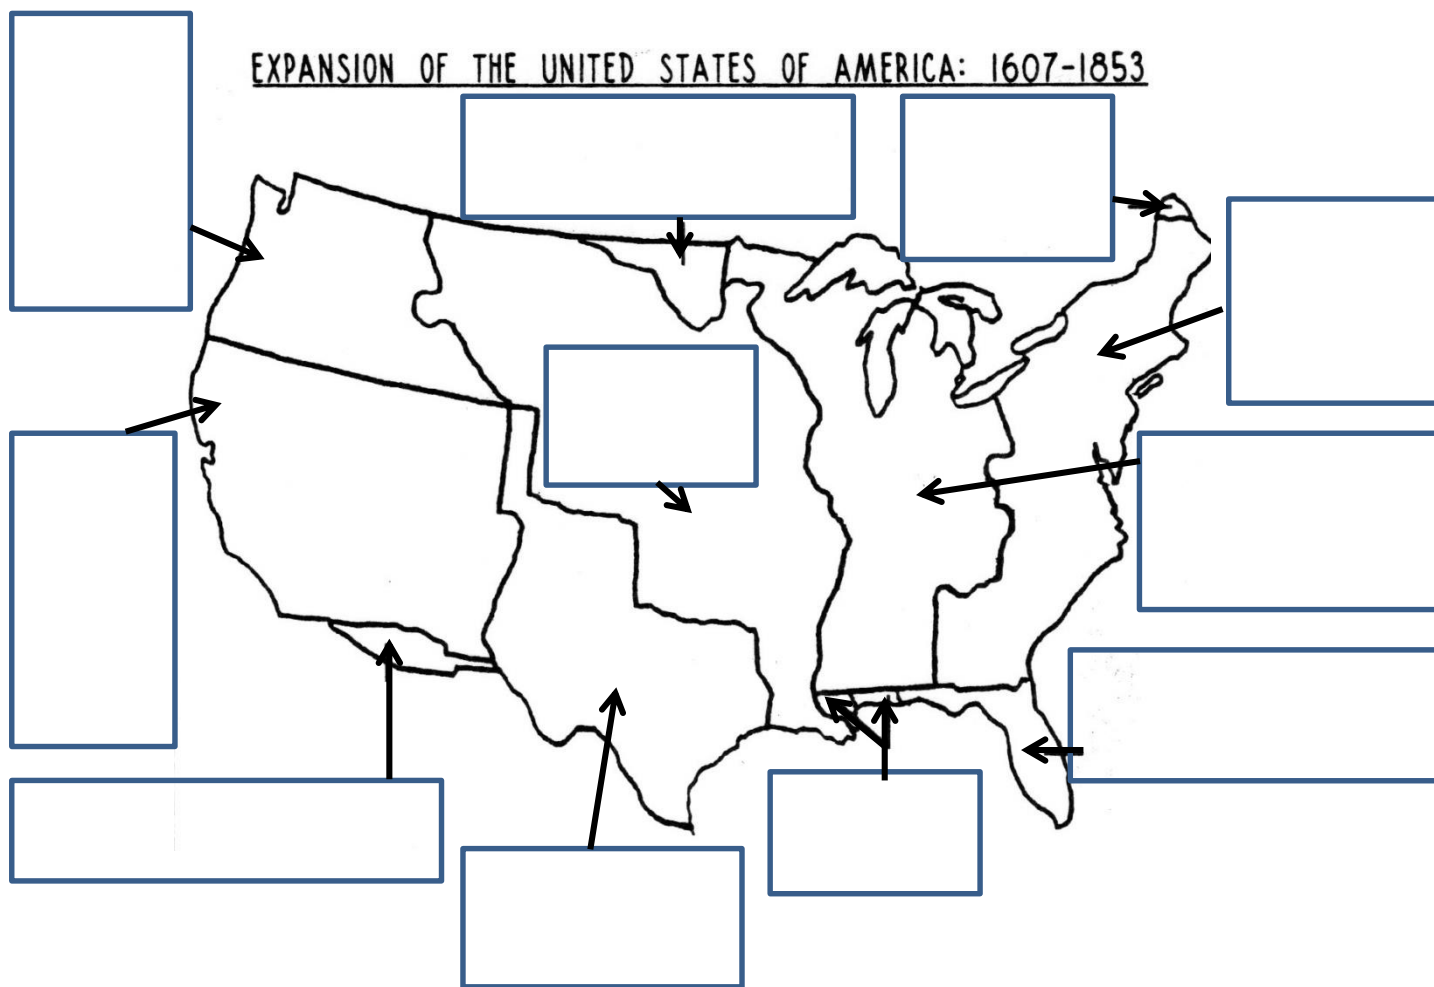 EXPANSION OF THE UNITED STATES OF AMERICA: 1607-1853